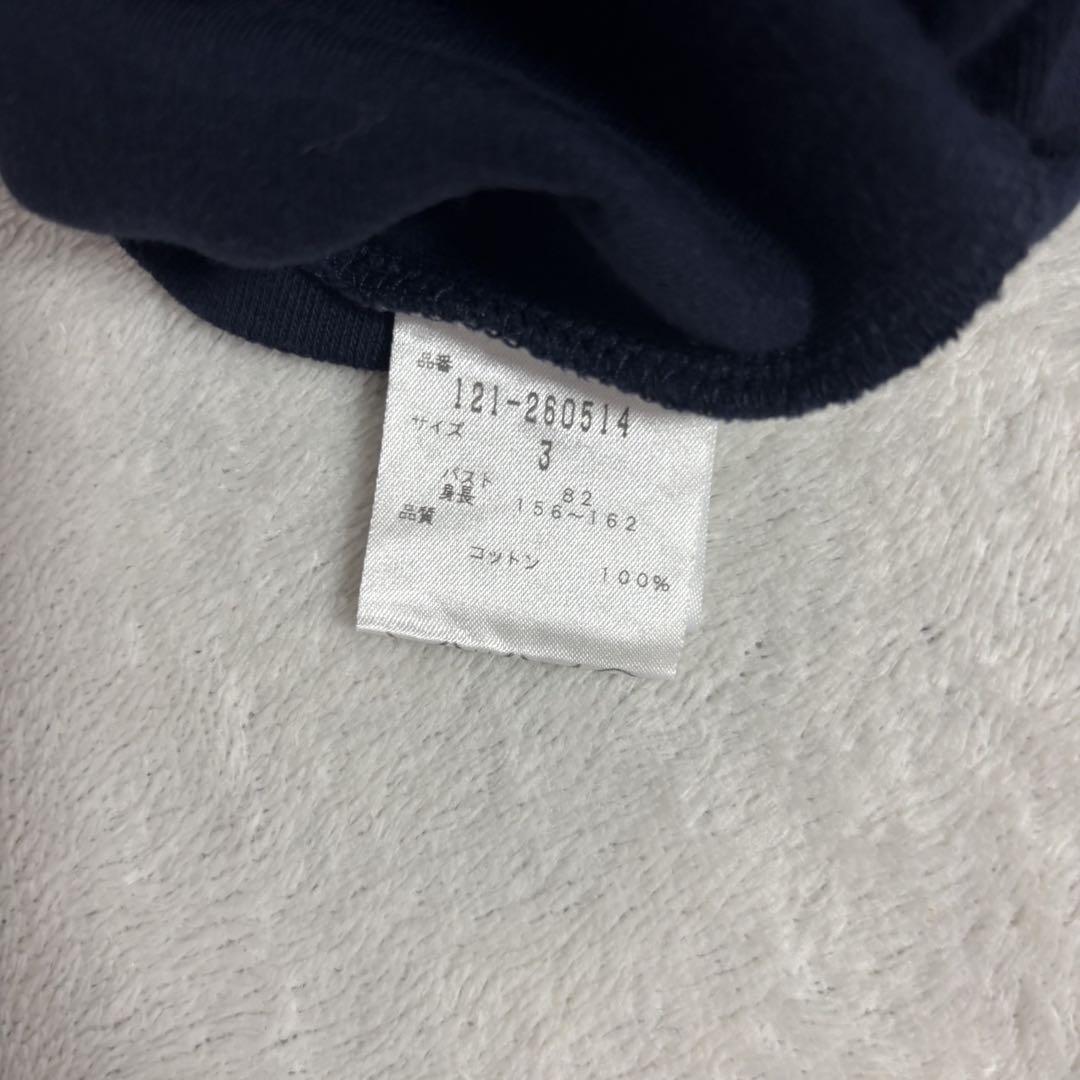 品番
121-260514
サイズ
3
バスト 82
身長 156～162
品質
コットン 100%